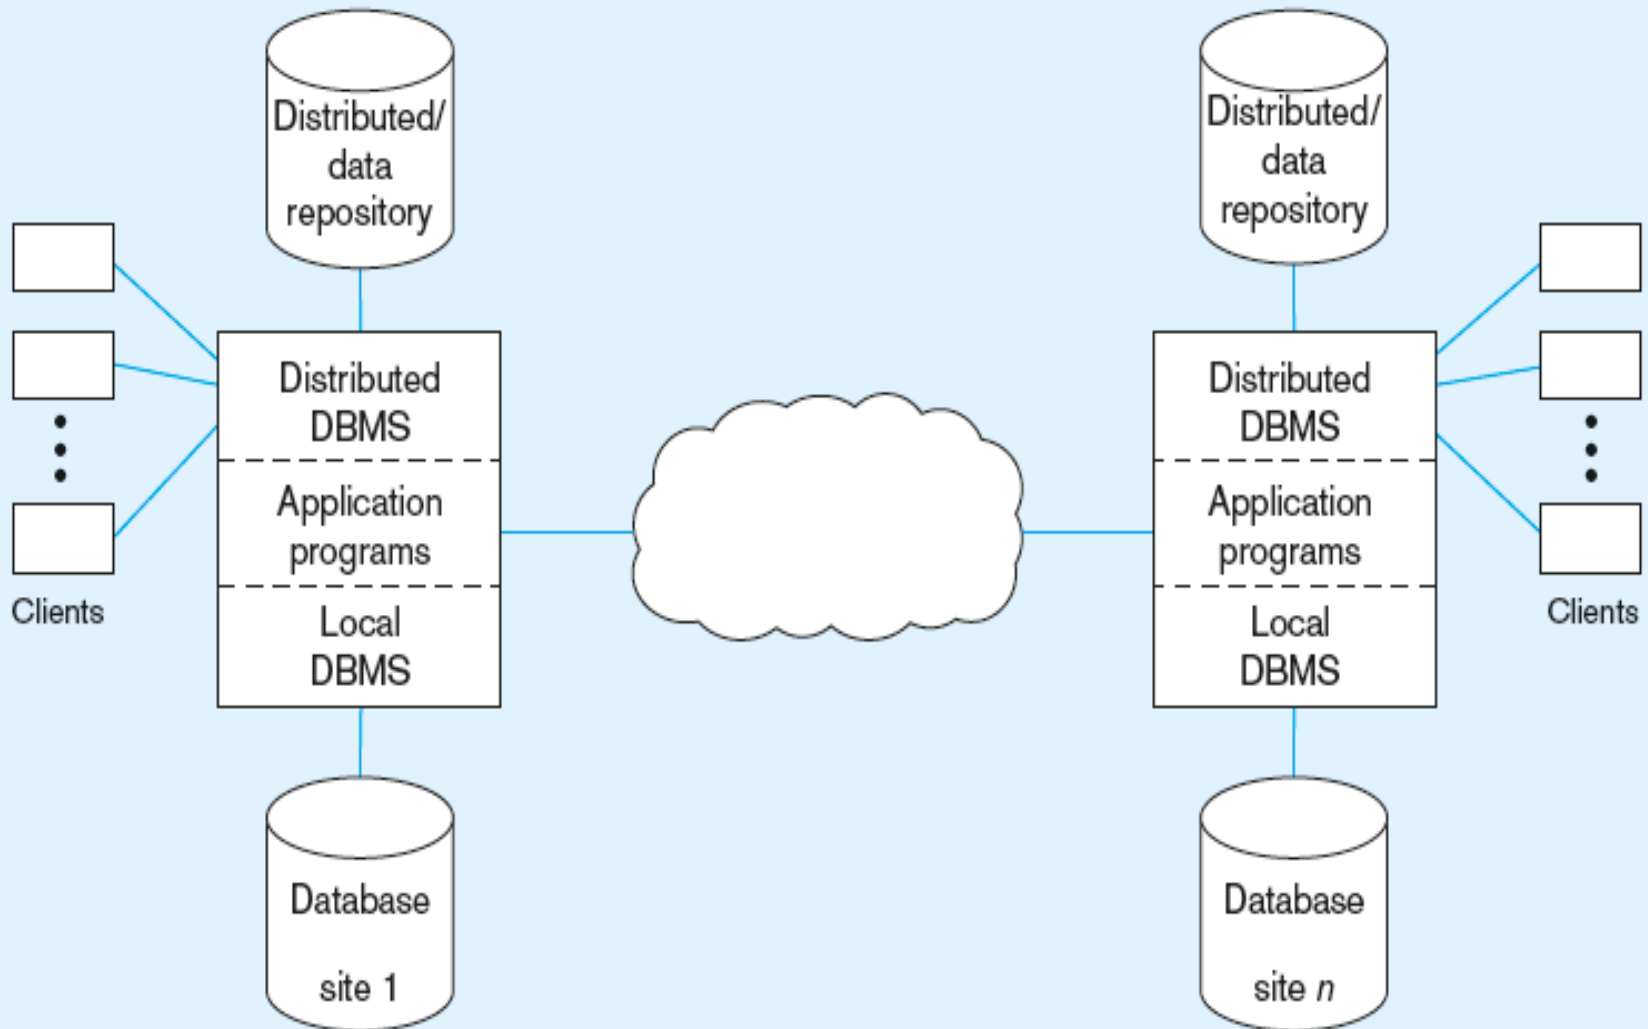 Distributed/
data
repository
Distributed
DBMS
Application
programs
Local
DBMS
Clients
Database
site 1
Distributed/
data
repository
Distributed
DBMS
Application
programs
Local
DBMS
Clients
Database
site n